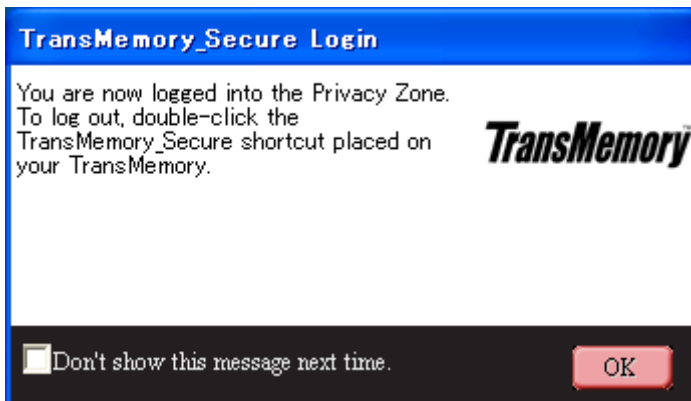 TransMemory_Secure Login
You are now logged into the Privacy Zone.
To log out, double-click the
TransMemory_Secure shortcut placed on
your TransMemory.
TransMemory
Don't show this message next time.
OK